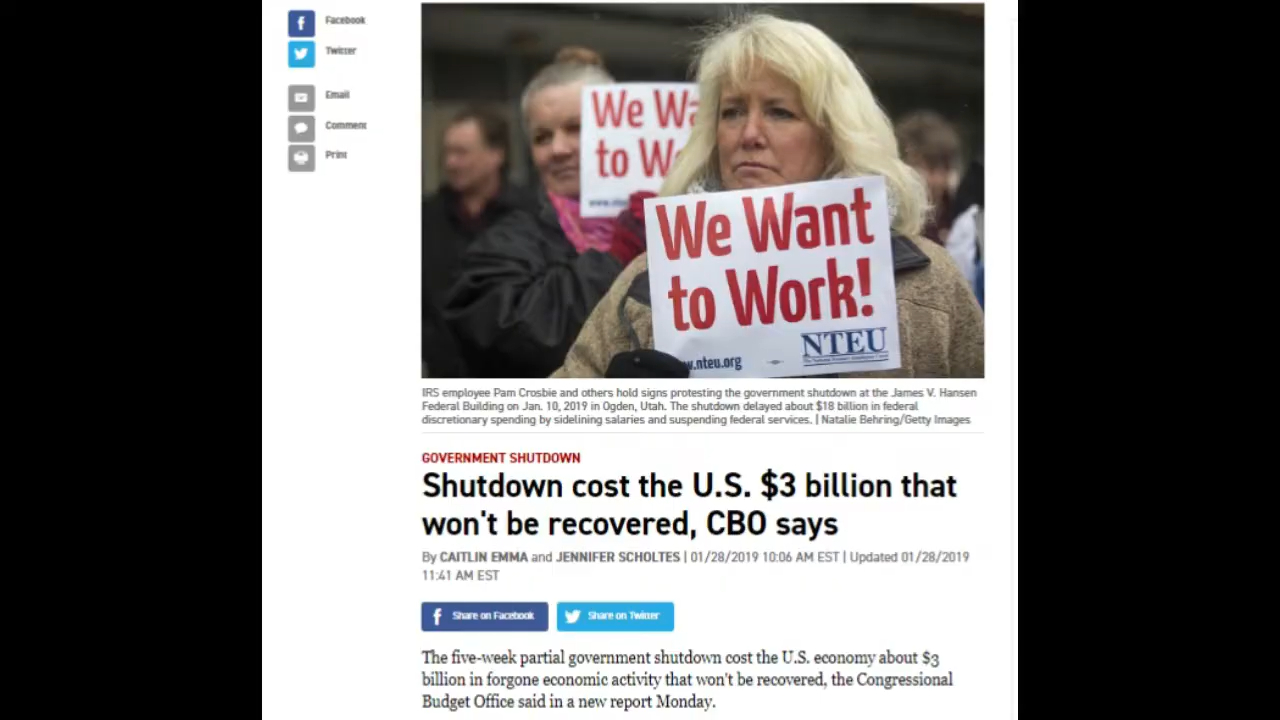 Facebook
Twitter
Email
Comment
Print
We Wa
to Wo
We Want
to Work!
NTEU
w.nteu.org
IRS employee Pam Crosbie and others hold signs protesting the government shutdown at the James V. Hansen
Federal Building on Jan. 10, 2019 in Ogden, Utah. The shutdown delayed about $18 billion in federal
discretionary spending by sidelining salaries and suspending federal services. | Natalie Behring/Getty Images
GOVERNMENT SHUTDOWN
Shutdown cost the U.S. $3 billion that
won't be recovered, CBO says
By CAITLIN EMMA and JENNIFER SCHOLTES | 01/28/2019 10:06 AM EST | Updated 01/28/2019
11:41 AM EST
Share on Facebook
Share on Twitter
The five-week partial government shutdown cost the U.S. economy about $3
billion in forgone economic activity that won't be recovered, the Congressional
Budget Office said in a new report Monday.